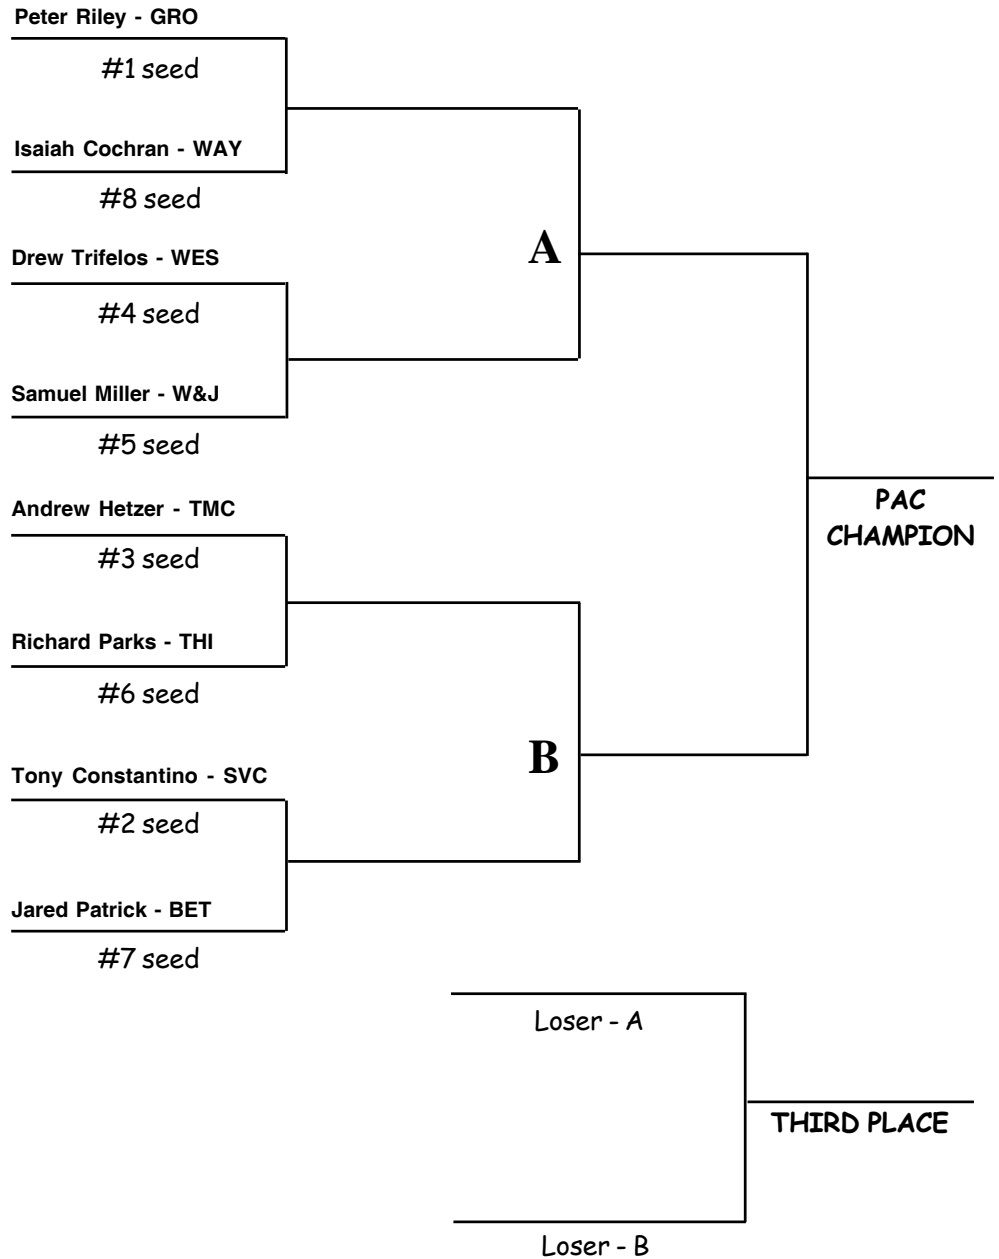 Peter Riley - GRO
#1 seed
Isaiah Cochran - WAY
#8 seed
Drew Trifelos - WES
A
#4 seed
Samuel Miller - W&J
#5 seed
Andrew Hetzer - TMC
PAC
CHAMPION
#3 seed
Richard Parks - THI
#6 seed
B
Tony Constantino - SVC
#2 seed
Jared Patrick - BET
#7 seed
Loser - A
THIRD PLACE
Loser - B